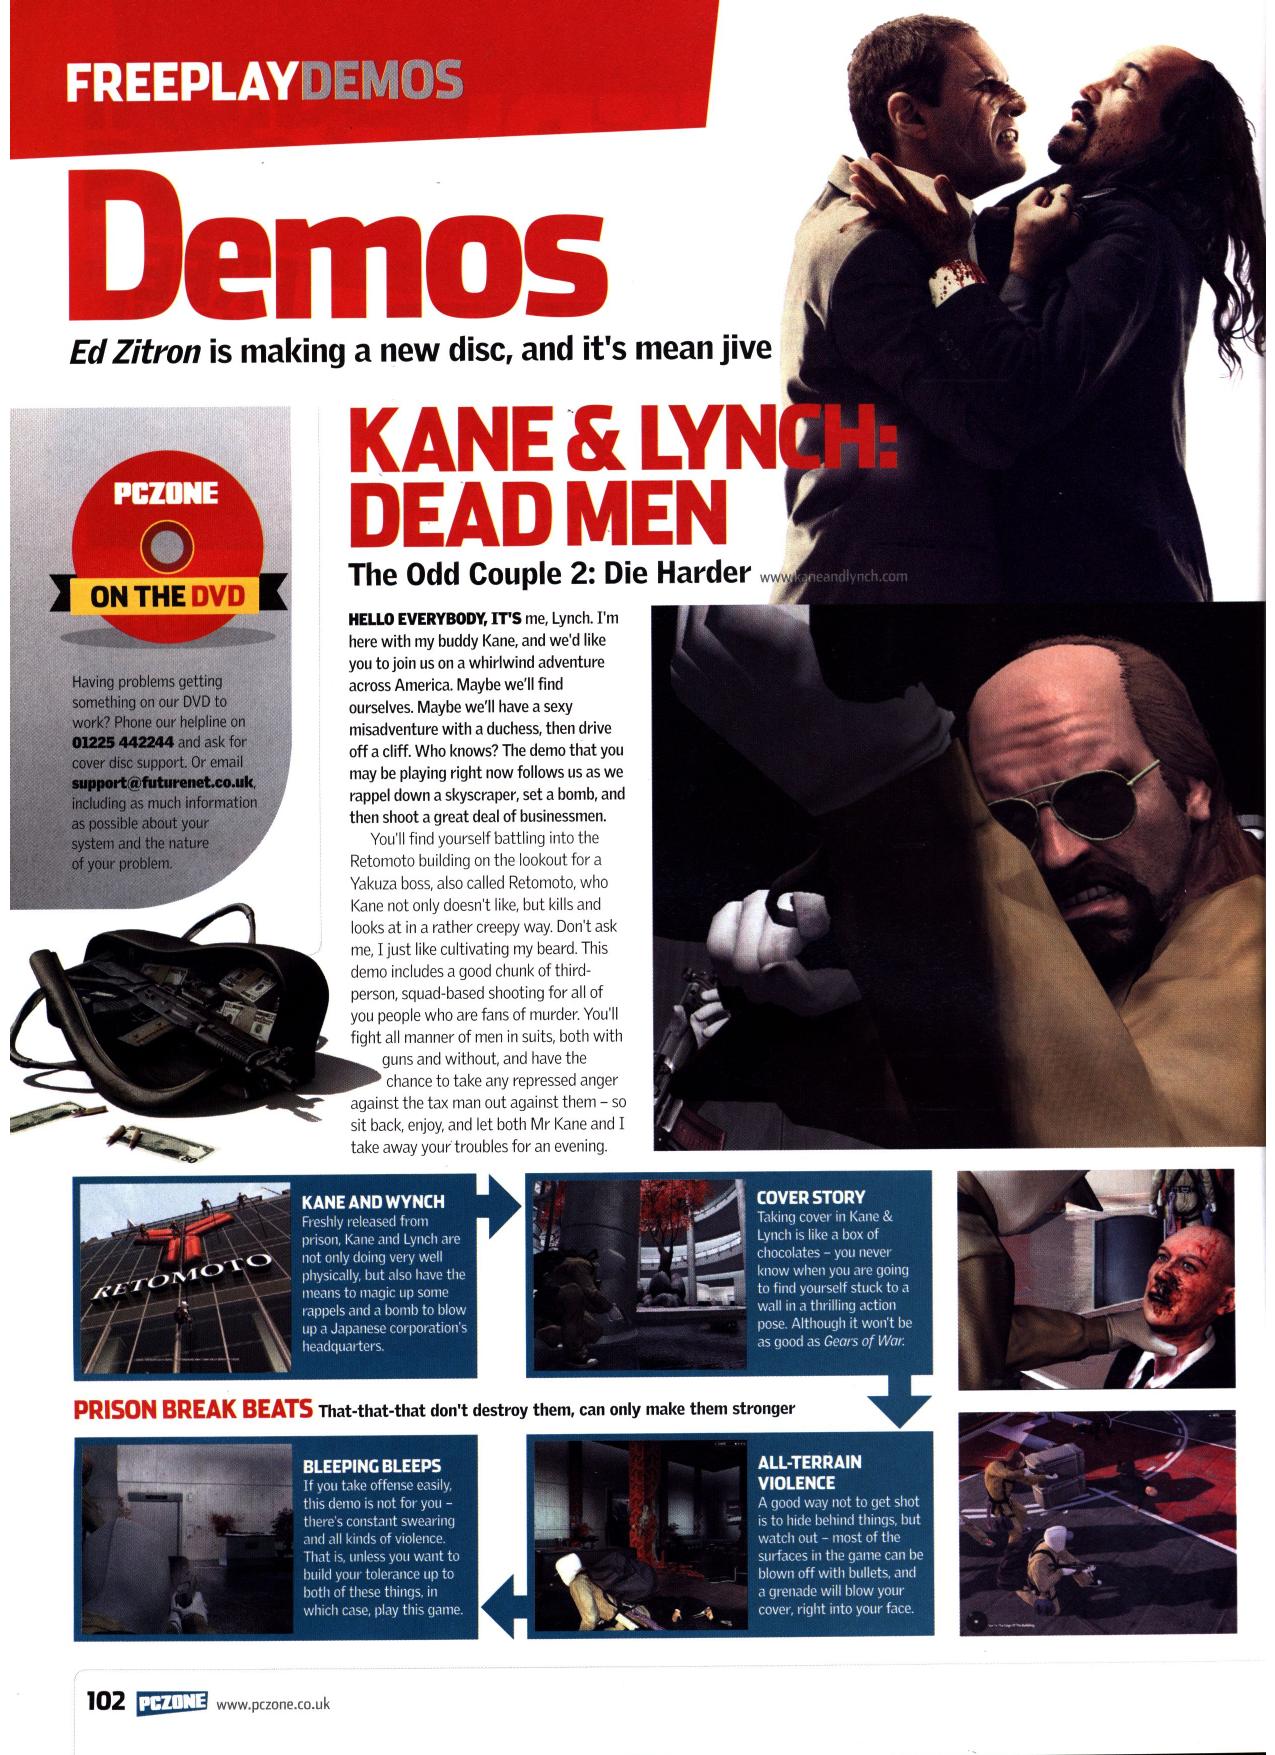 FREEPLAYDEMOS
Demos
Ed Zitron is making a new disc, and it's mean jive
PCZONE
ON THE DVD
Having problems getting
something on our DVD to
work? Phone our helpline on
01225 442244 and ask for
cover disc support. Or email
support@futurenet.co.uk,
including as much information
as possible about your
system and the nature
of your problem.
KANE & LYNCH:
DEAD MEN
The Odd Couple 2: Die Harder www.kaneandlynch.com
HELLO EVERYBODY, IT'S me, Lynch. I'm
here with my buddy Kane, and we'd like
you to join us on a whirlwind adventure
across America. Maybe we'll find
ourselves. Maybe we'll have a sexy
misadventure with a duchess, then drive
off a cliff. Who knows? The demo that you
may be playing right now follows us as we
rappel down a skyscraper, set a bomb, and
then shoot a great deal of businessmen.
You'll find yourself battling into the
Retomoto building on the lookout for a
Yakuza boss, also called Retomoto, who
Kane not only doesn't like, but kills and
looks at in a rather creepy way. Don't ask
me, I just like cultivating my beard. This
demo includes a good chunk of third-
person, squad-based shooting for all of
you people who are fans of murder. You'll
fight all manner of men in suits, both with
guns and without, and have the
chance to take any repressed anger
against the tax man out against them – so
sit back, enjoy, and let both Mr Kane and I
take away your troubles for an evening.
RETOMOTO
KANE AND WYNCH
Freshly released from
prison, Kane and Lynch are
not only doing very well
physically, but also have the
means to magic up some
rappels and a bomb to blow
up a Japanese corporation's
headquarters.
COVER STORY
Taking cover in Kane &
Lynch is like a box of
chocolates – you never
know when you are going
to find yourself stuck to a
wall in a thrilling action
pose. Although it won't be
as good as Gears of War.
PRISON BREAK BEATS That-that-that don't destroy them, can only make them stronger
BLEEPING BLEEPS
If you take offense easily,
this demo is not for you –
there's constant swearing
and all kinds of violence.
That is, unless you want to
build your tolerance up to
both of these things, in
which case, play this game.
ALL-TERRAIN
VIOLENCE
A good way not to get shot
is to hide behind things, but
watch out – most of the
surfaces in the game can be
blown off with bullets, and
a grenade will blow your
cover, right into your face.
102 PCZONE www.pczone.co.uk